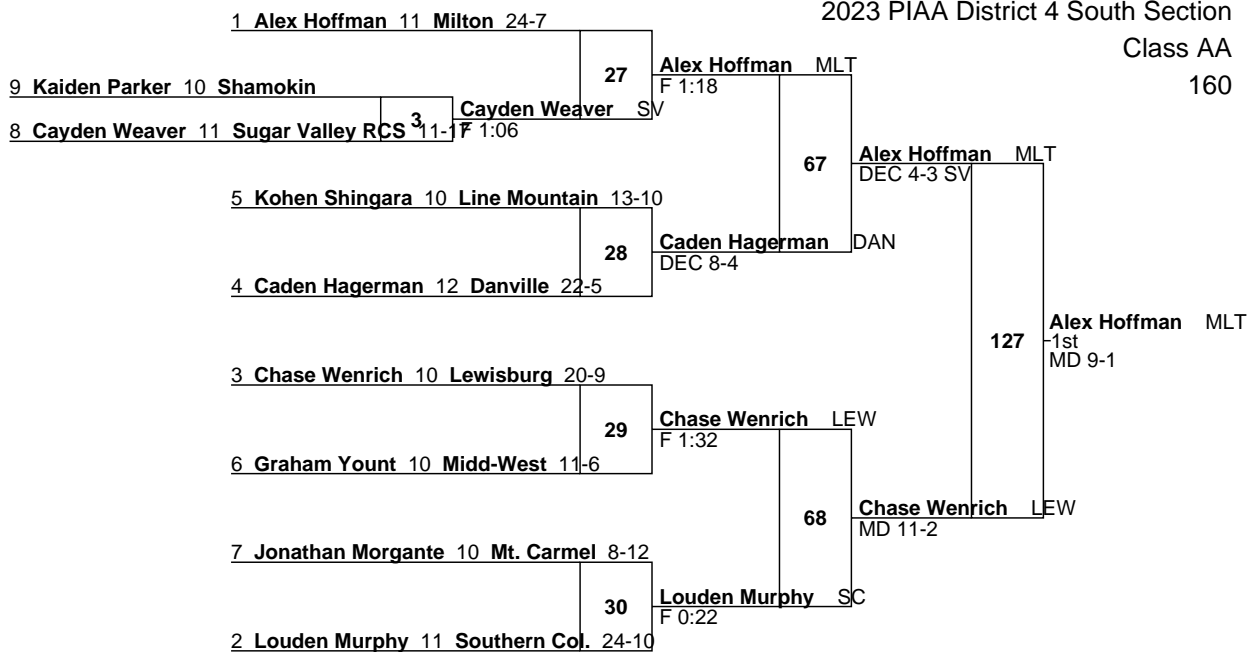 2023 PIAA District 4 South Section
Class AA
160
1 Alex Hoffman 11 Milton 24-7
27
Alex Hoffman MLT
F 1:18
9 Kaiden Parker 10 Shamokin
3
Cayden Weaver SV
F 1:06
8 Cayden Weaver 11 Sugar Valley RCS 11-17
67
Alex Hoffman MLT
DEC 4-3 SV
5 Kohen Shingara 10 Line Mountain 13-10
28
Caden Hagerman DAN
DEC 8-4
4 Caden Hagerman 12 Danville 22-5
127
Alex Hoffman MLT
1st
MD 9-1
3 Chase Wenrich 10 Lewisburg 20-9
29
Chase Wenrich LEW
F 1:32
6 Graham Yount 10 Midd-West 11-6
68
Chase Wenrich LEW
MD 11-2
7 Jonathan Morgante 10 Mt. Carmel 8-12
30
Louden Murphy SC
F 0:22
2 Louden Murphy 11 Southern Col. 24-10